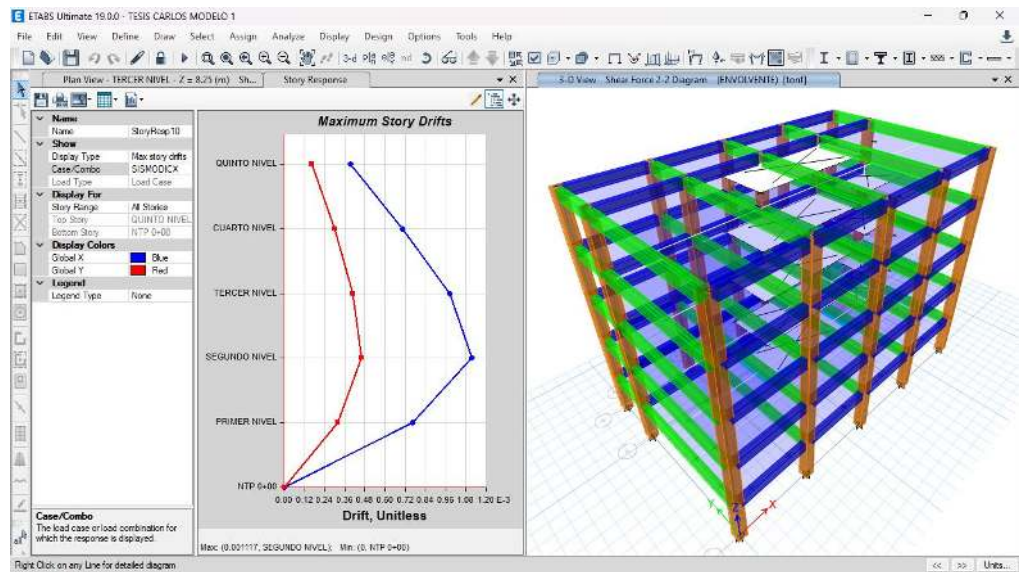 ETABS Ultimate 19.0.0 - TESIS CARLOS MODELO 1
File Edit View Define Draw Select Assign Analyze Display Design Options Tools Help
3-d
Plan View - TERCER NIVEL - Z = 8.25 (m) Sh...
Story Response
3-D View Shear Force 2-2 Diagram (ENVOLVENTE) [tonf]
Name
Name StoryResp10
Show
Display Type Max story drifts
Case/Combo SISMODICX
Load Type Load Case
Display For
Story Range All Stories
Top Story QUINTO NIVEL
Bottom Story NTP 0+00
Display Colors
Global X Blue
Global Y Red
Legend
Legend Type None
Case/Combo
The load case or load combination for
which the response is displayed.
Maximum Story Drifts
QUINTO NIVEL
CUARTO NIVEL
TERCER NIVEL
SEGUNDO NIVEL
PRIMER NIVEL
NTP 0+00
0.00 0.12 0.24 0.36 0.48 0.60 0.72 0.84 0.96 1.08 1.20 E-3
Drift, Unitless
Max: (0.001117, SEGUNDO NIVEL); Min: (0, NTP 0+00)
Y Z X
Right Click on any Line for detailed diagram
<< >> Units...